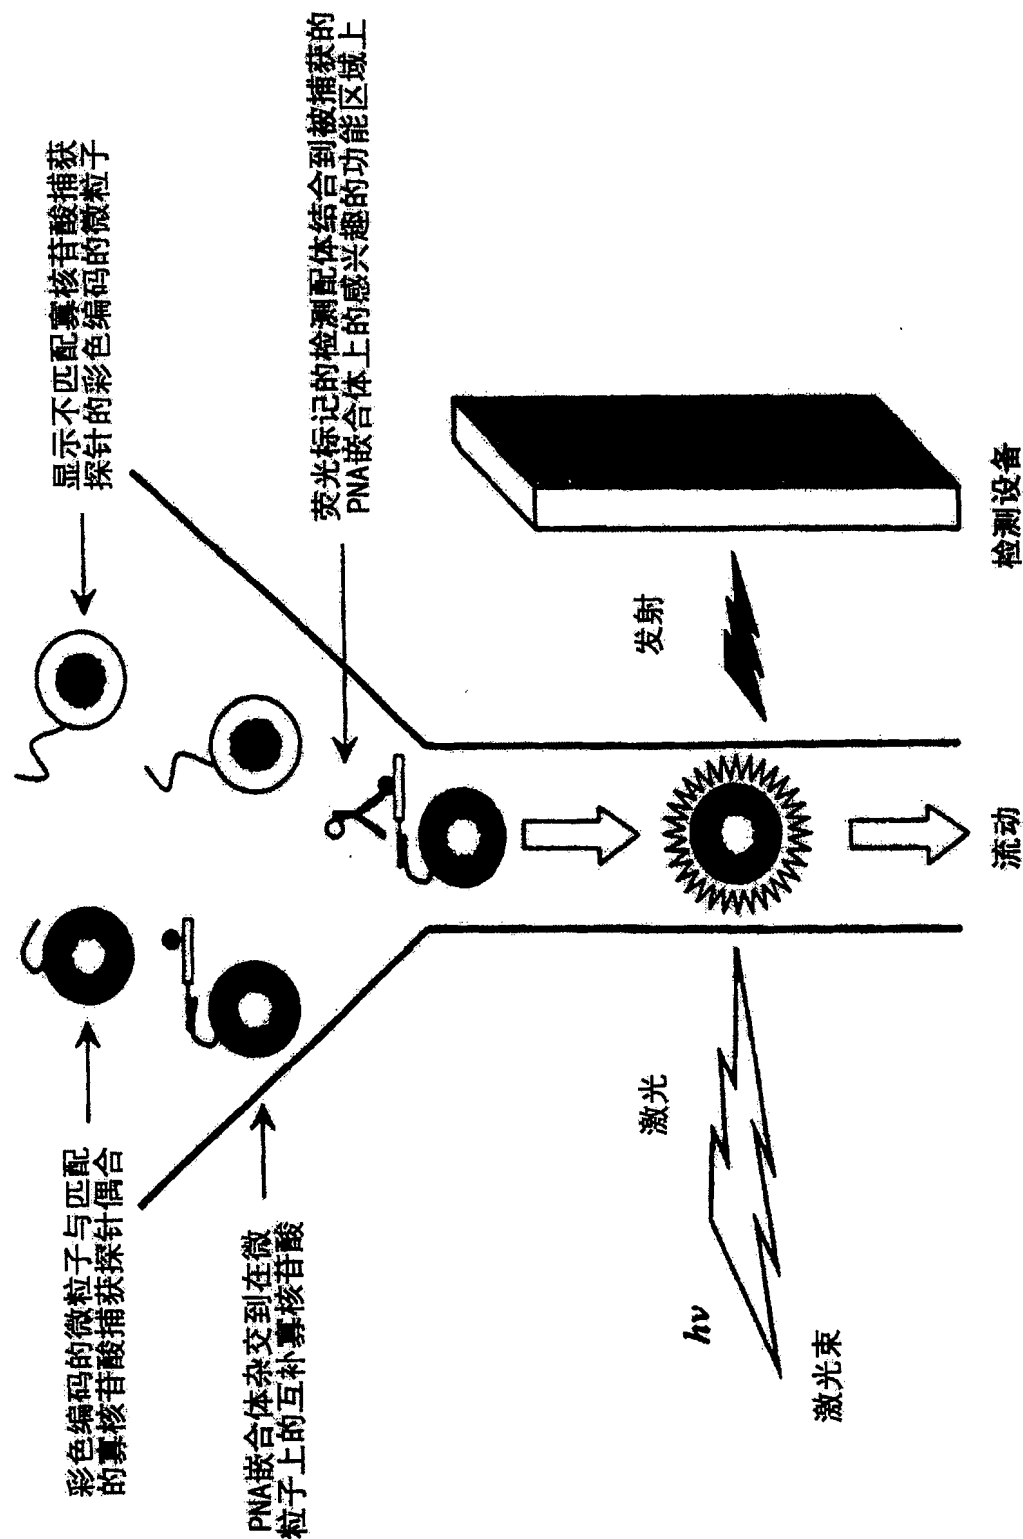 彩色编码的微粒子与匹配
的寡核苷酸捕获探针偶合
显示不匹配寡核苷酸捕获
探针的彩色编码的微粒子
PNA嵌合体杂交到在微
粒子上的互补寡核苷酸
荧光标记的检测配体结合到被捕获的
PNA嵌合体上的感兴趣的功能区域上
激光
发射
hv
激光束
流动
检测设备